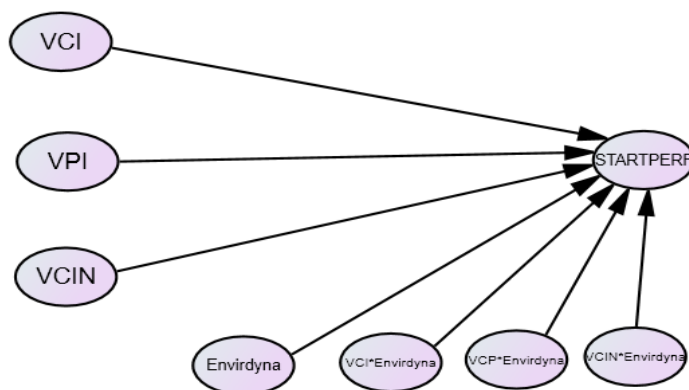 VCI
VPI
STARTPERF
VCIN
Envirdyna
VCI*Envirdyna
VCP*Envirdyna
VCIN*Envirdyna